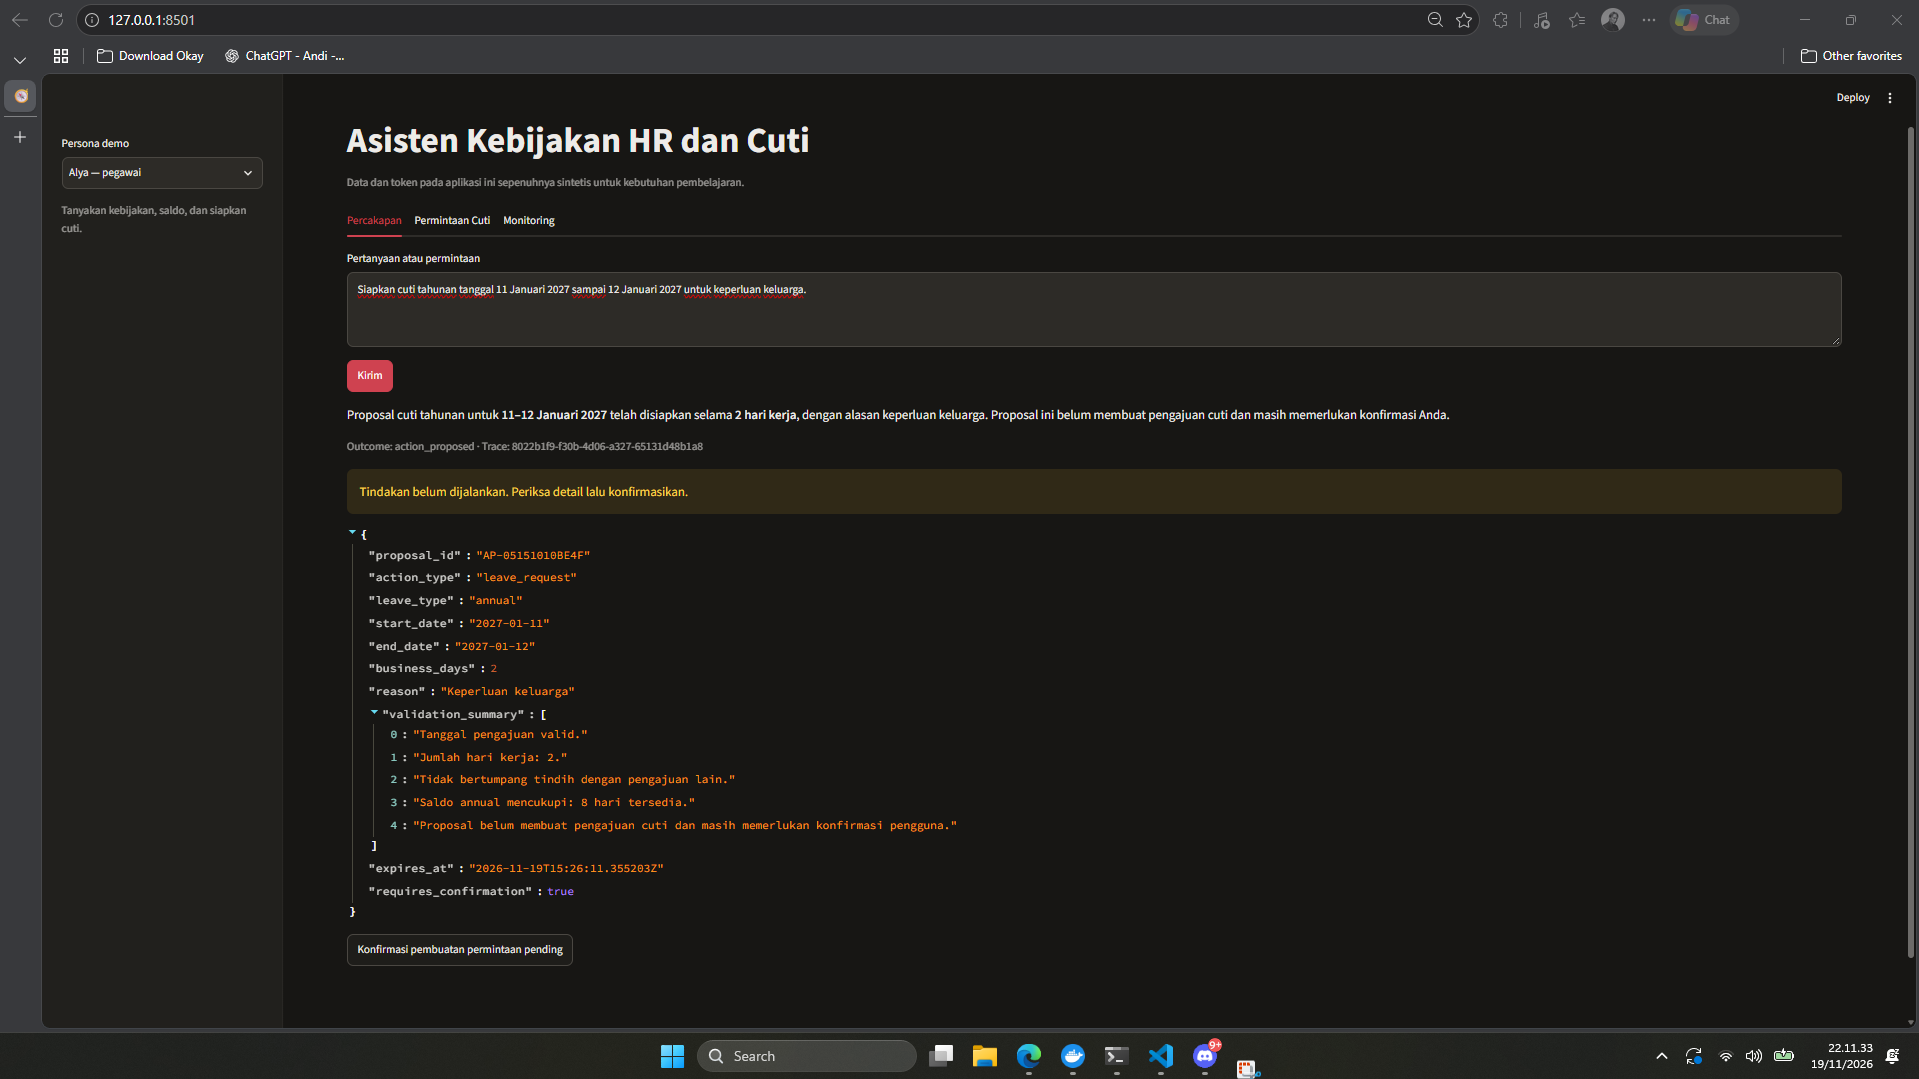 127.0.0.1:8501
Chat
Download Okay
ChatGPT - Andi -...
Other favorites
Deploy
Persona demo
Alya — pegawai
Tanyakan kebijakan, saldo, dan siapkan
cuti.
Asisten Kebijakan HR dan Cuti
Data dan token pada aplikasi ini sepenuhnya sintetis untuk kebutuhan pembelajaran.
Percakapan Permintaan Cuti Monitoring
Pertanyaan atau permintaan
Siapkan cuti tahunan tanggal 11 Januari 2027 sampai 12 Januari 2027 untuk keperluan keluarga.
Kirim
Proposal cuti tahunan untuk 11–12 Januari 2027 telah disiapkan selama 2 hari kerja, dengan alasan keperluan keluarga. Proposal ini belum membuat pengajuan cuti dan masih memerlukan konfirmasi Anda.
Outcome: action_proposed · Trace: 8022b1f9-f30b-4d06-a327-65131d48b1a8
Tindakan belum dijalankan. Periksa detail lalu konfirmasikan.
{
"proposal_id" : "AP-05151010BE4F"
"action_type" : "leave_request"
"leave_type" : "annual"
"start_date" : "2027-01-11"
"end_date" : "2027-01-12"
"business_days" : 2
"reason" : "Keperluan keluarga"
"validation_summary" : [
0 : "Tanggal pengajuan valid."
1 : "Jumlah hari kerja: 2."
2 : "Tidak bertumpang tindih dengan pengajuan lain."
3 : "Saldo annual mencukupi: 8 hari tersedia."
4 : "Proposal belum membuat pengajuan cuti dan masih memerlukan konfirmasi pengguna."
]
"expires_at" : "2026-11-19T15:26:11.355203Z"
"requires_confirmation" : true
}
Konfirmasi pembuatan permintaan pending
Search
9+
22.11.33
19/11/2026